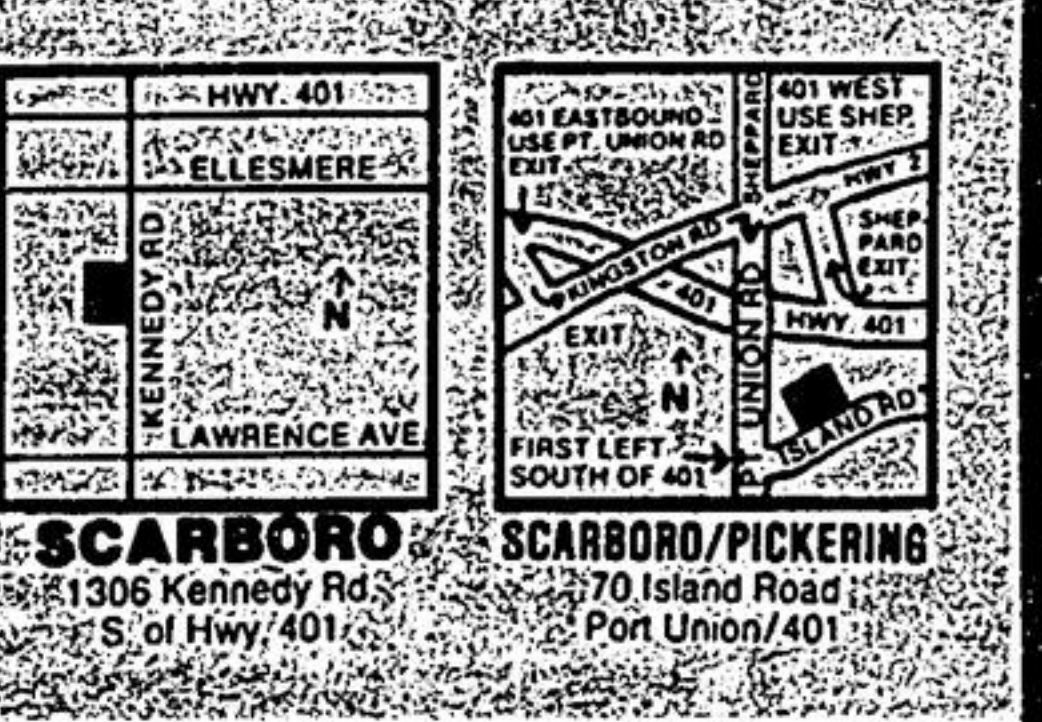 HWY. 401
ELLESMERE
KENNEDY RD
N
LAWRENCE AVE.
SCARBORO
1306 Kennedy Rd.
S. of Hwy. 401
401 EASTBOUND
USE PT. UNION RD
EXIT
SHEPPARD
401 WEST
USE SHEP.
EXIT
HWY 2
SHEP
PARD
EXIT
KINGSTON RD
401
HWY. 401
EXIT
PT UNION RD
N
ISLAND RD
FIRST LEFT
SOUTH OF 401
SCARBORO/PICKERING
70 Island Road
Port Union/401